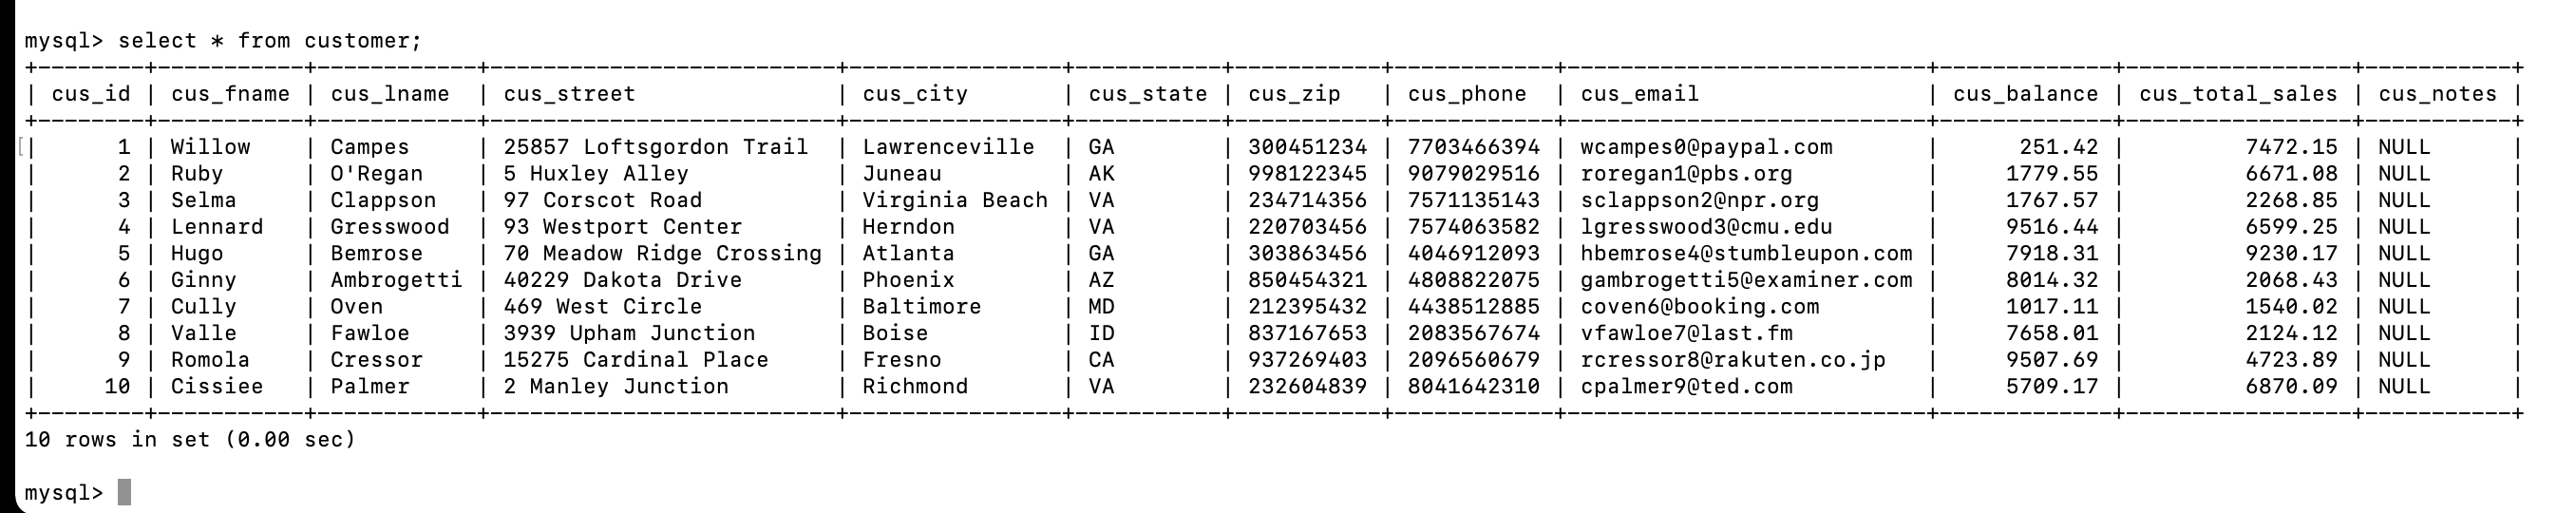 mysql> select * from customer;
+--------+-----------+------------+---------------------------+----------------+-----------+-----------+------------+---------------------------+-------------+-----------------+-----------+
| cus_id | cus_fname | cus_lname  | cus_street              | cus_city       | cus_state | cus_zip   | cus_phone  | cus_email                | cus_balance | cus_total_sales | cus_notes |
+--------+-----------+------------+---------------------------+----------------+-----------+-----------+------------+---------------------------+-------------+-----------------+-----------+
[|      1 | Willow    | Campes     | 25857 Loftsgordon Trail | Lawrenceville  | GA        | 300451234 | 7703466394 | wcampes0@paypal.com      |      251.42 |         7472.15 | NULL      |
|      2 | Ruby      | O'Regan    | 5 Huxley Alley          | Juneau         | AK        | 998122345 | 9079029516 | roregan1@pbs.org         |     1779.55 |         6671.08 | NULL      |
|      3 | Selma     | Clappson   | 97 Corscot Road         | Virginia Beach | VA        | 234714356 | 7571135143 | sclappson2@npr.org       |     1767.57 |         2268.85 | NULL      |
|      4 | Lennard   | Gresswood  | 93 Westport Center      | Herndon        | VA        | 220703456 | 7574063582 | lgresswood3@cmu.edu      |     9516.44 |         6599.25 | NULL      |
|      5 | Hugo      | Bemrose    | 70 Meadow Ridge Crossing | Atlanta        | GA        | 303863456 | 4046912093 | hbemrose4@stumbleupon.com |     7918.31 |         9230.17 | NULL      |
|      6 | Ginny     | Ambrogetti | 40229 Dakota Drive      | Phoenix        | AZ        | 850454321 | 4808822075 | gambrogetti5@examiner.com |     8014.32 |         2068.43 | NULL      |
|      7 | Cully     | Oven       | 469 West Circle         | Baltimore      | MD        | 212395432 | 4438512885 | coven6@booking.com       |     1017.11 |         1540.02 | NULL      |
|      8 | Valle     | Fawloe     | 3939 Upham Junction     | Boise          | ID        | 837167653 | 2083567674 | vfawloe7@last.fm         |     7658.01 |         2124.12 | NULL      |
|      9 | Romola    | Cressor    | 15275 Cardinal Place    | Fresno         | CA        | 937269403 | 2096560679 | rcressor8@rakuten.co.jp  |     9507.69 |         4723.89 | NULL      |
|     10 | Cissiee   | Palmer     | 2 Manley Junction       | Richmond       | VA        | 232604839 | 8041642310 | cpalmer9@ted.com         |     5709.17 |         6870.09 | NULL      |
+--------+-----------+------------+---------------------------+----------------+-----------+-----------+------------+---------------------------+-------------+-----------------+-----------+
10 rows in set (0.00 sec)
mysql>